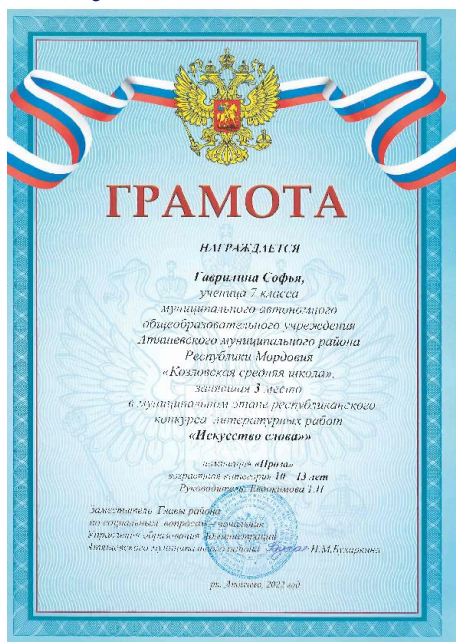 ГРАМОТА
НАГРАЖДАЕТСЯ
Гаврилина Софья,
ученица 7 класса
муниципального автономного
общеобразовательного учреждения
Атяшевского муниципального района
Республики Мордовия
«Козловская средняя школа»,
занявшая 3 место
в муниципальном этапе республиканского
конкурса литературных работ
«Искусство слова»»
номинация «Проза»
возрастная категория 10 – 13 лет
Руководитель: Евдокимова Т.Н
заместитель Главы района
по социальным вопросам – начальник
Управления образования Администрации
Атяшевского муниципального района И.М.Бухаркина
рп. Атяшево, 2022 год